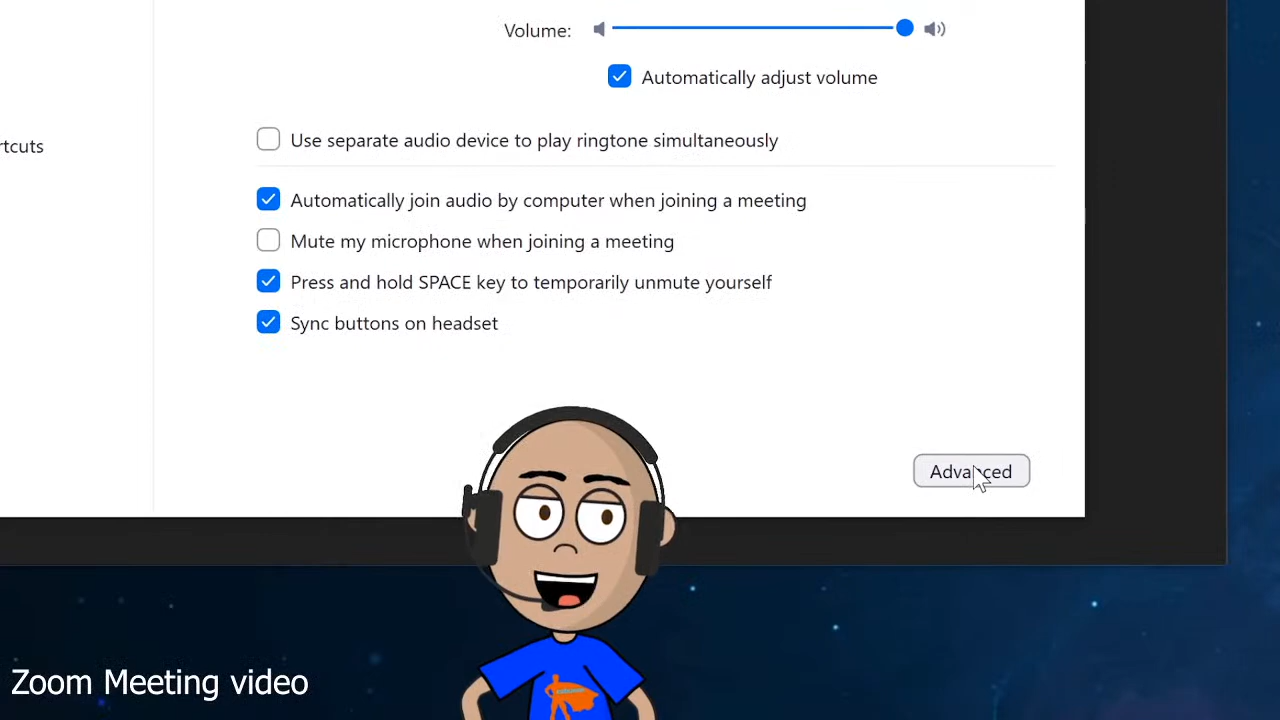 Volume:
Automatically adjust volume
rtcuts
Use separate audio device to play ringtone simultaneously
Automatically join audio by computer when joining a meeting
Mute my microphone when joining a meeting
Press and hold SPACE key to temporarily unmute yourself
Sync buttons on headset
Advanced
Zoom Meeting video